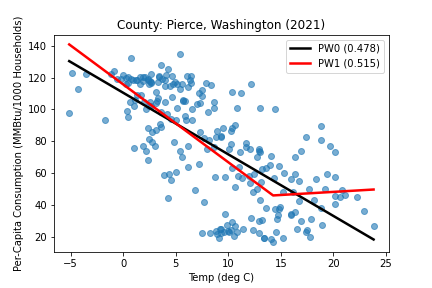 County: Pierce, Washington (2021)
Per-Capita Consumption (MMBtu/1000 Households)
140
120
100
80
60
40
20
PW0 (0.478)
PW1 (0.515)
−5
0
5
10
15
20
25
Temp (deg C)